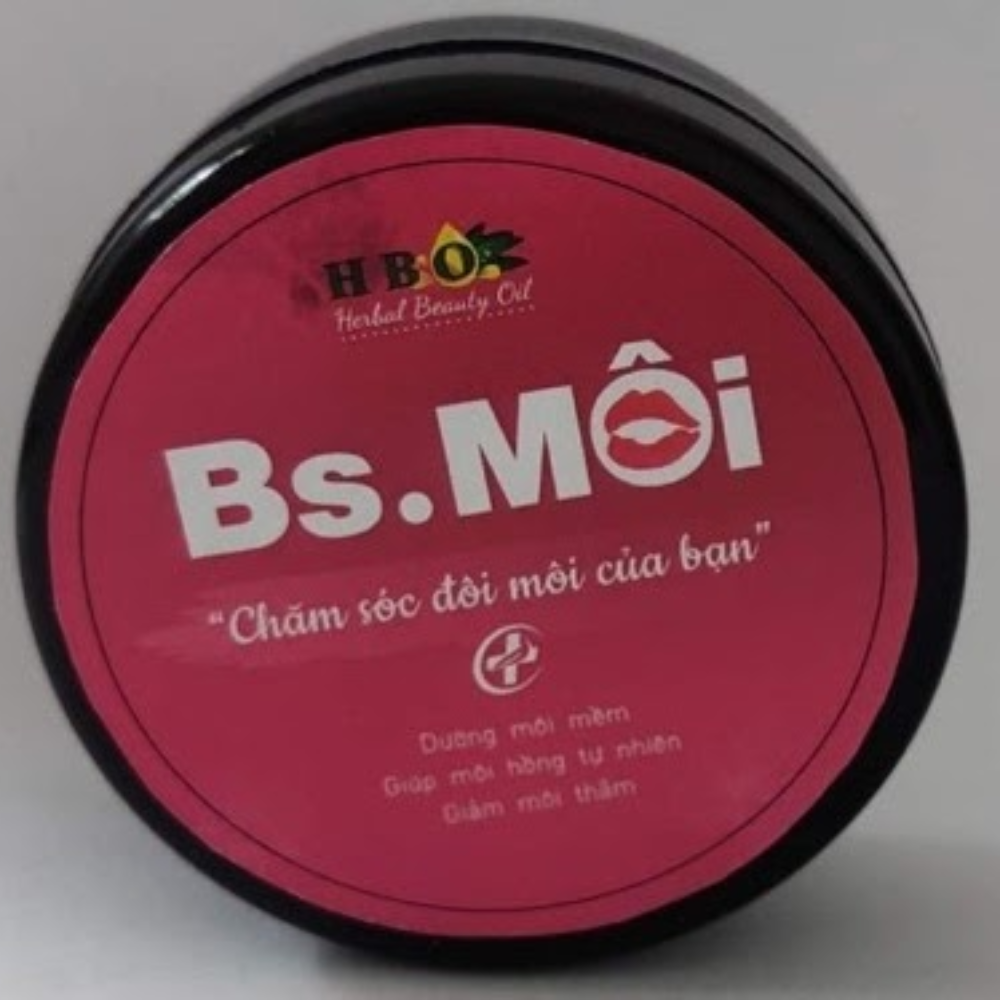 HBO
Herbal Beauty Oil
Bs.Môi
“Chăm sóc đôi môi của bạn”
Dưỡng môi mềm
Giúp môi hồng tự nhiên
Giảm môi thâm